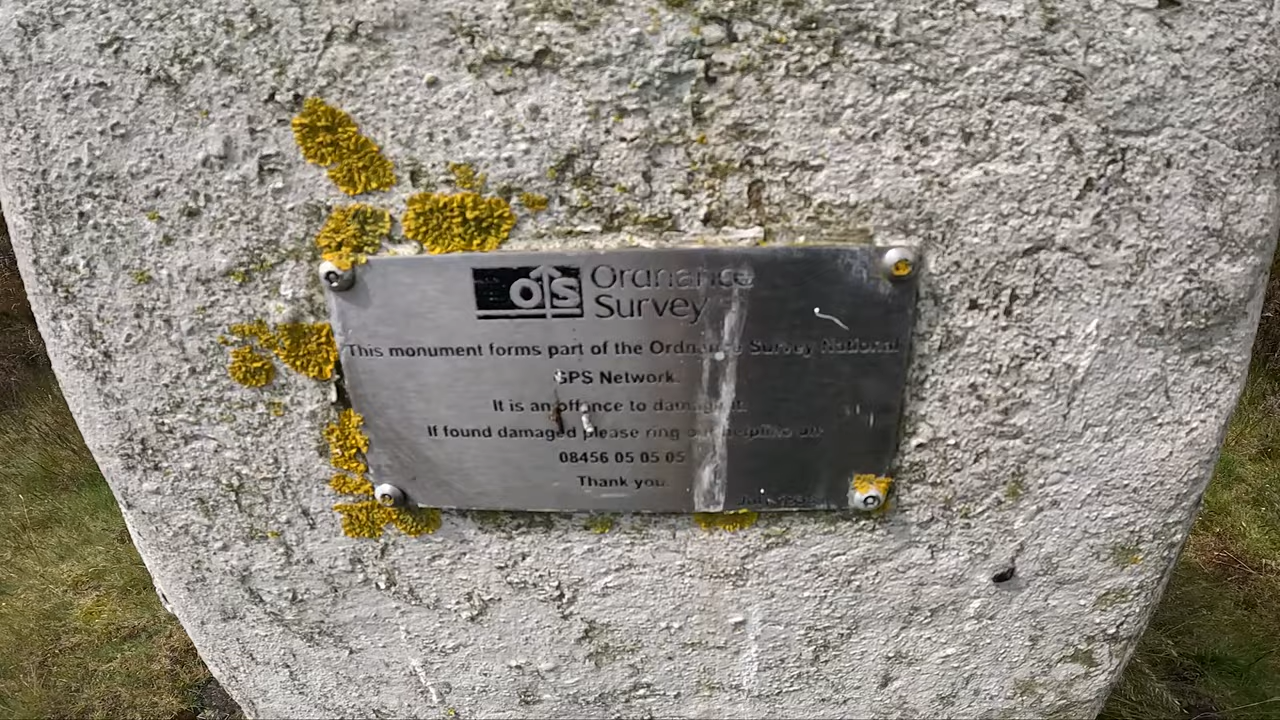 OS Ordnance
Survey
This monument forms part of the Ordnance Survey National
GPS Network.
It is an offence to damage it.
If found damaged please ring our helpline on:
08456 05 05 05
Thank you.